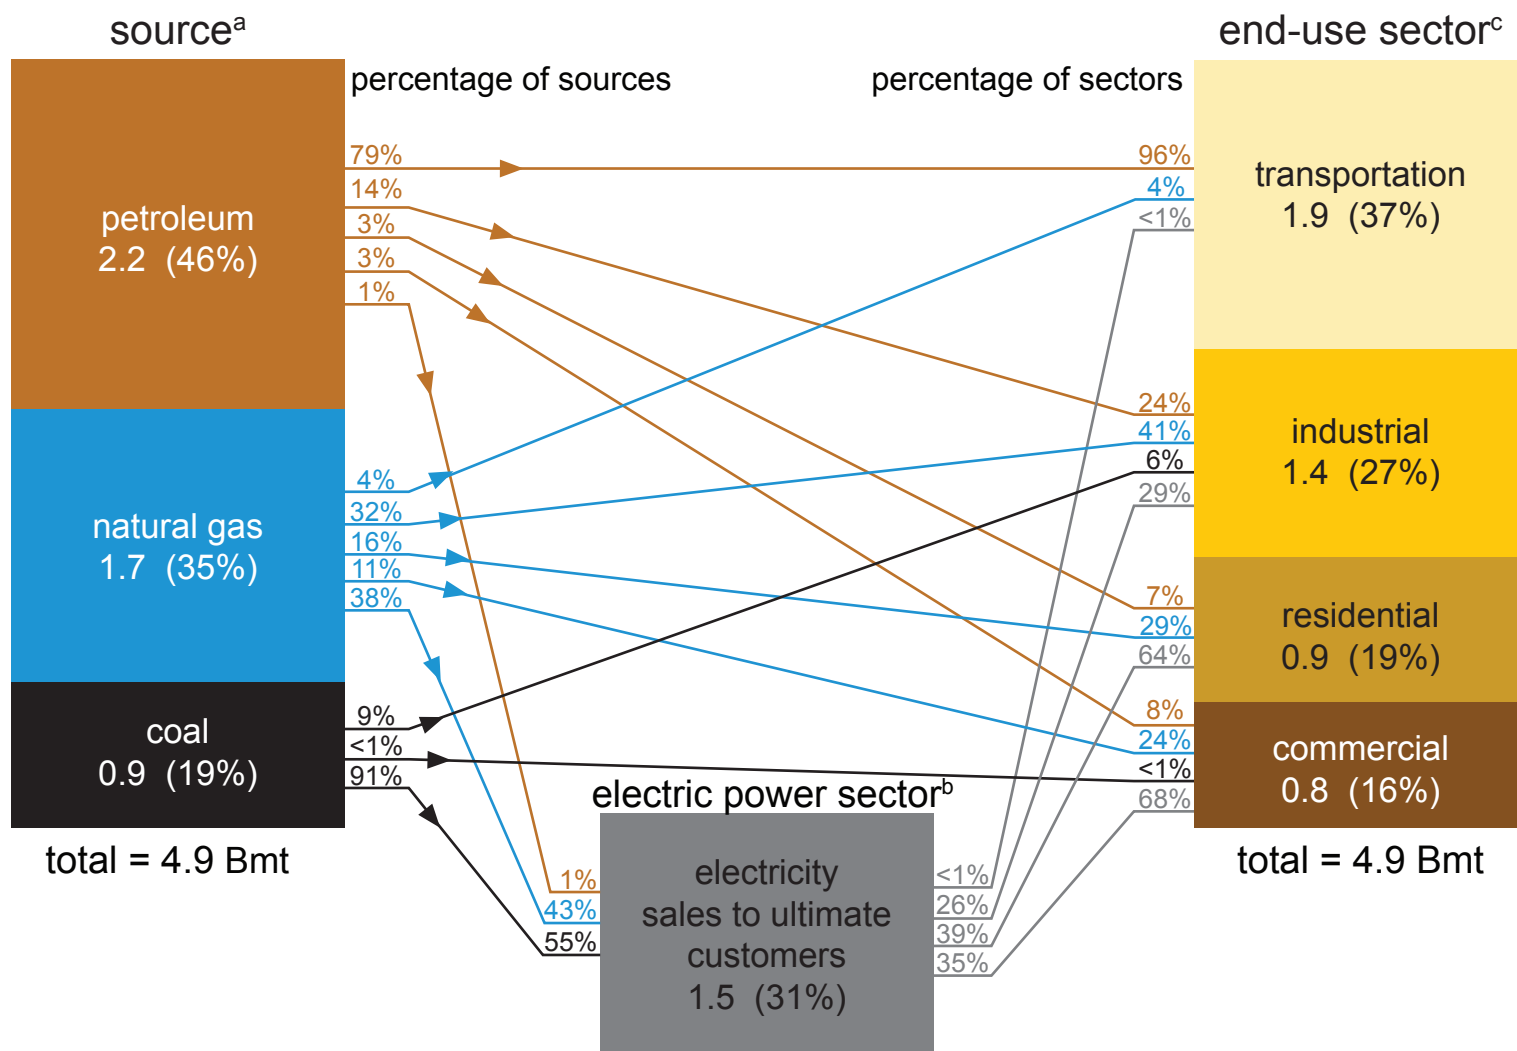 sourceᵃ
end-use sectorᶜ
percentage of sources
percentage of sectors
petroleum
2.2 (46%)
79%
14%
3%
3%
1%
natural gas
1.7 (35%)
4%
32%
16%
11%
38%
coal
0.9 (19%)
9%
<1%
91%
total = 4.9 Bmt
electric power sectorᵇ
1%
43%
55%
electricity
sales to ultimate
customers
1.5 (31%)
<1%
26%
39%
35%
96%
4%
<1%
transportation
1.9 (37%)
24%
41%
6%
29%
industrial
1.4 (27%)
7%
29%
64%
residential
0.9 (19%)
8%
24%
<1%
68%
commercial
0.8 (16%)
total = 4.9 Bmt